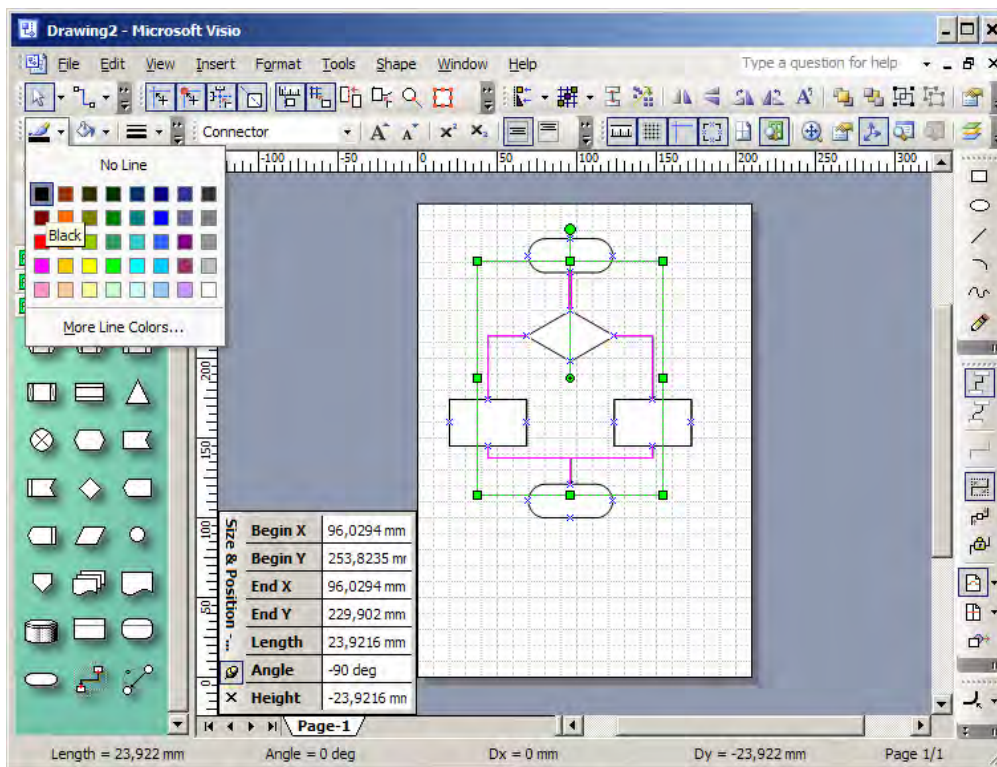 Drawing2 - Microsoft Visio
File Edit View Insert Format Tools Shape Window Help Type a question for help
Connector
No Line
-100 -50 0 50 100 150 200 250 300
Black
More Line Colors...
200
150
100
50
0
Size & Position -...
Begin X 96,0294 mm
Begin Y 253,8235 mr
End X 96,0294 mm
End Y 229,902 mm
Length 23,9216 mm
Angle -90 deg
Height -23,9216 mr
Page-1
Length = 23,922 mm Angle = 0 deg Dx = 0 mm Dy = -23,922 mm Page 1/1